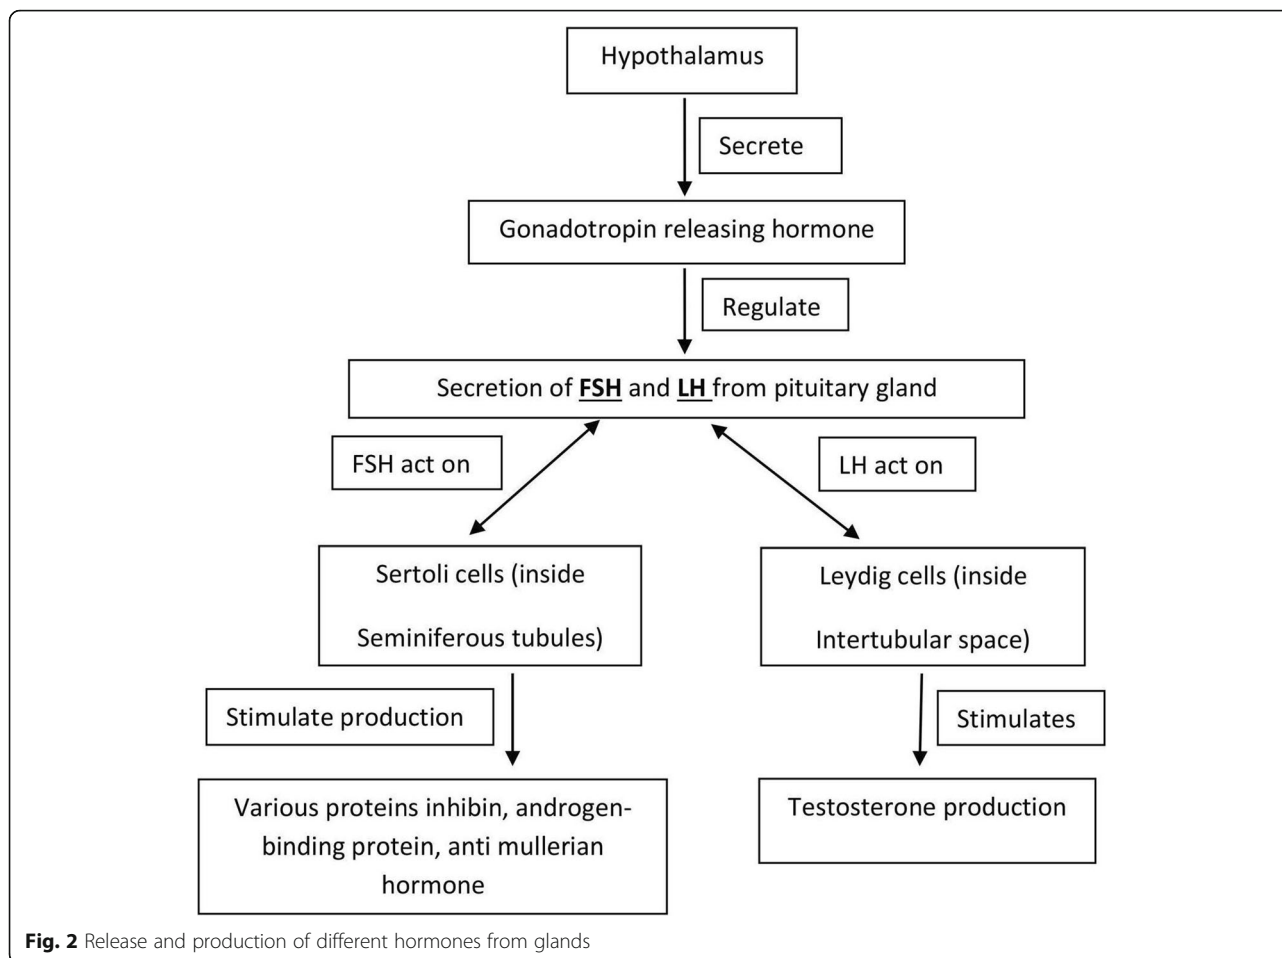 Hypothalamus
Secrete
Gonadotropin releasing hormone
Regulate
Secretion of FSH and LH from pituitary gland
FSH act on
LH act on
Sertoli cells (inside
Seminiferous tubules)
Leydig cells (inside
Intertubular space)
Stimulate production
Stimulates
Various proteins inhibin, androgen-
binding protein, anti mullerian
hormone
Testosterone production
Fig. 2 Release and production of different hormones from glands